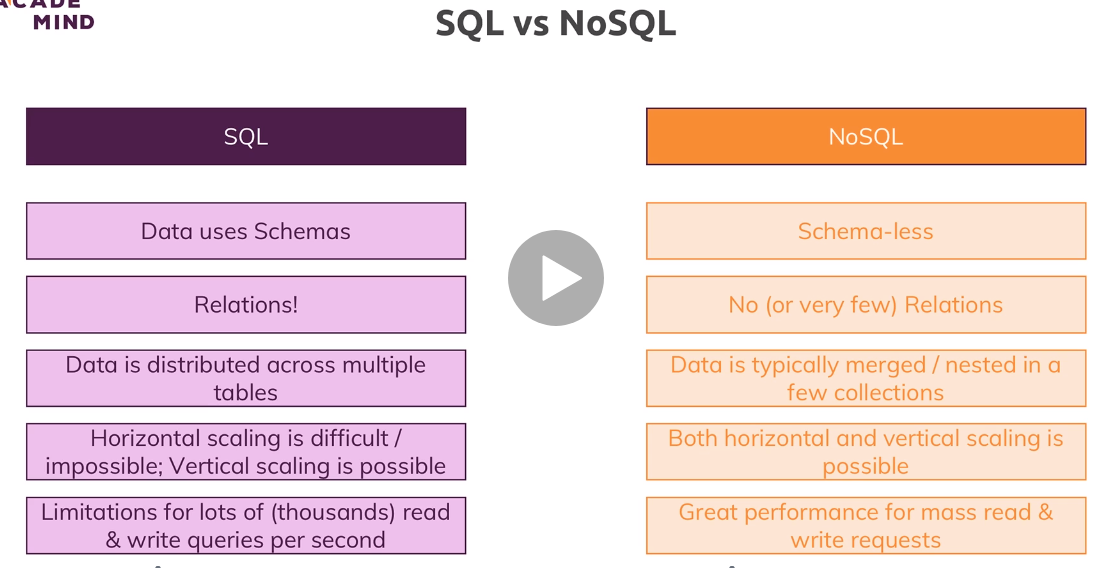 ACADE
MIND
SQL vs NoSQL
SQL
NoSQL
Data uses Schemas
Schema-less
Relations!
No (or very few) Relations
Data is distributed across multiple
tables
Data is typically merged / nested in a
few collections
Horizontal scaling is difficult /
impossible; Vertical scaling is possible
Both horizontal and vertical scaling is
possible
Limitations for lots of (thousands) read
& write queries per second
Great performance for mass read &
write requests